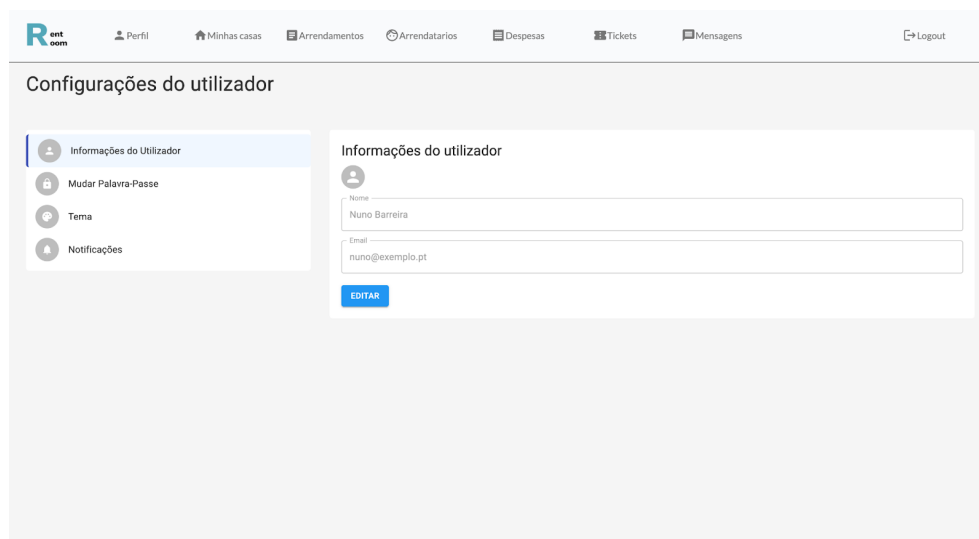 Rent
Room
Perfil
Minhas casas
Arrendamentos
Arrendatarios
Despesas
Tickets
Mensagens
Logout
Configurações do utilizador
Informações do Utilizador
Mudar Palavra-Passe
Tema
Notificações
Informações do utilizador
Nome
Nuno Barreira
Email
nuno@exemplo.pt
EDITAR